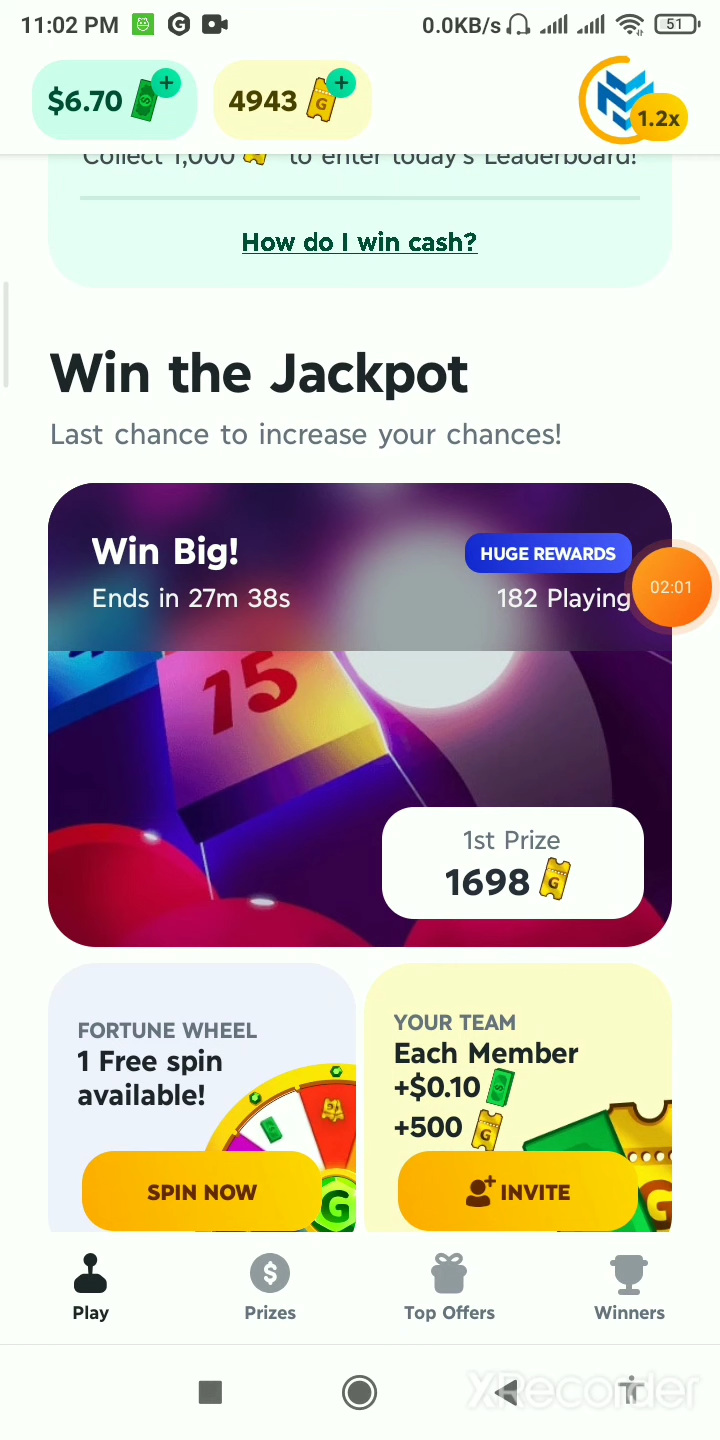 11:02 PM
0.0KB/s
51
$6.70
4943
1.2x
Collect 1,000 to enter today's Leaderboard!
How do I win cash?
Win the Jackpot
Last chance to increase your chances!
Win Big!
HUGE REWARDS
Ends in 27m 38s
182 Playing
02:01
15
1st Prize
1698
FORTUNE WHEEL
1 Free spin
available!
SPIN NOW
YOUR TEAM
Each Member
+$0.10
+500
INVITE
Play
Prizes
Top Offers
Winners
XRecorder